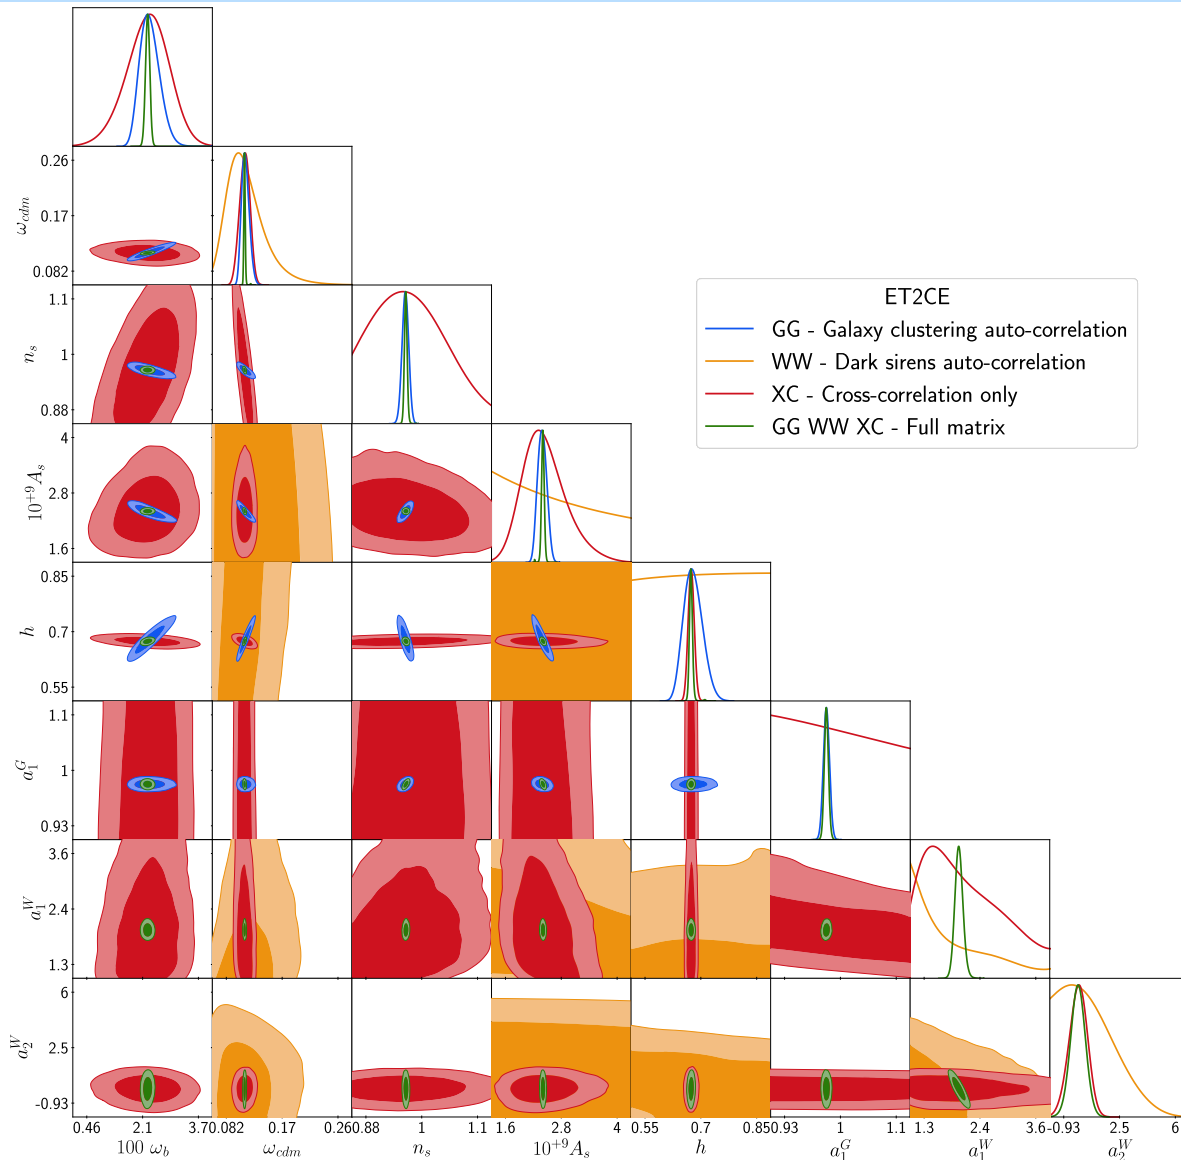 0.26
0.17
0.082
ω_cdm
1.1
1
0.88
n_s
ET2CE
GG - Galaxy clustering auto-correlation
WW - Dark sirens auto-correlation
XC - Cross-correlation only
GG WW XC - Full matrix
4
2.8
1.6
10^{+9}A_s
0.85
0.7
0.55
h
1.1
1
0.93
a_1^G
3.6
2.4
1.3
a_1^W
6
2.5
-0.93
a_2^W
0.46 2.1 3.70 0.082 0.17 0.26 0.88 1 1.1 1.6 2.8 4 0.55 0.7 0.85 0.93 1 1.1 1.3 2.4 3.6 -0.93 2.5 6
100 ω_b ω_cdm n_s 10^{+9}A_s h a_1^G a_1^W a_2^W